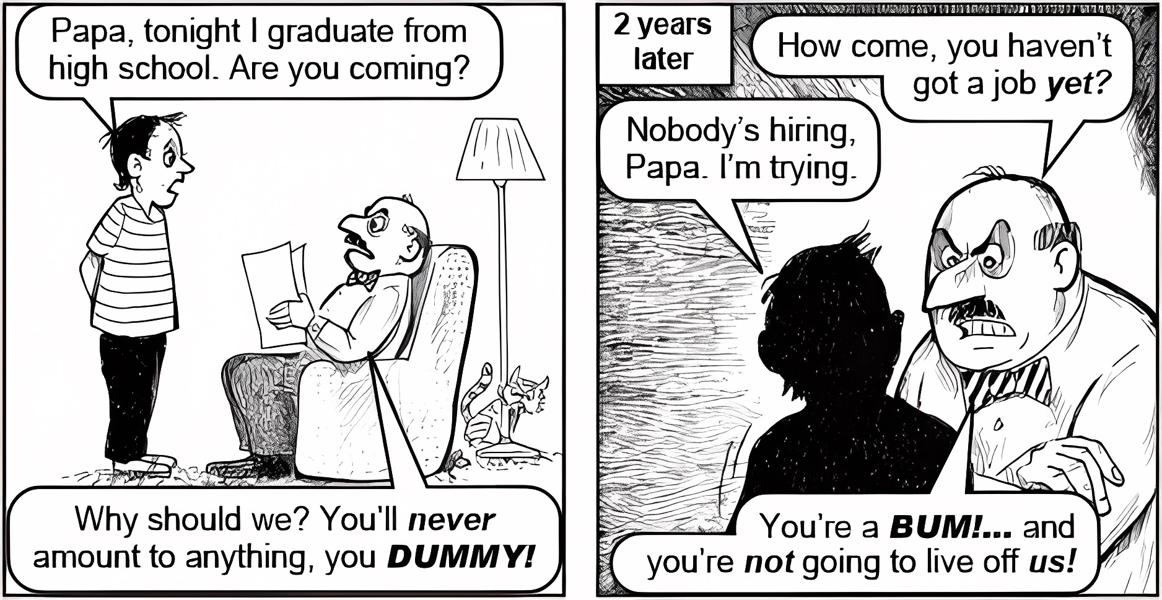 Papa, tonight I graduate from
high school. Are you coming?
Why should we? You'll never
amount to anything, you DUMMY!
2 years
later
How come, you haven't
got a job yet?
Nobody's hiring,
Papa. I'm trying.
You're a BUM!... and
you're not going to live off us!